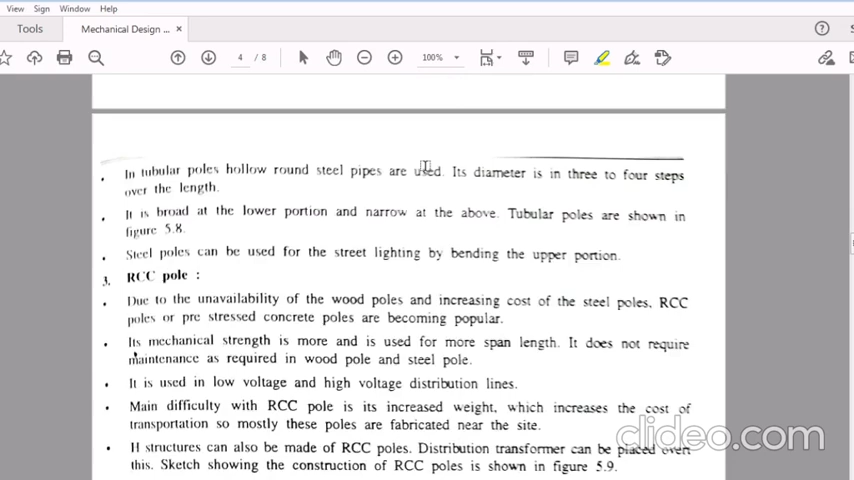 View Sign Window Help
Tools Mechanical Design ... ×
4 / 8 100%
• In tubular poles hollow round steel pipes are used. Its diameter is in three to four steps
over the length.
• It is broad at the lower portion and narrow at the above. Tubular poles are shown in
figure 5.8.
• Steel poles can be used for the street lighting by bending the upper portion.
3. RCC pole :
• Due to the unavailability of the wood poles and increasing cost of the steel poles, RCC
poles or pre stressed concrete poles are becoming popular.
• Its mechanical strength is more and is used for more span length. It does not require
maintenance as required in wood pole and steel pole.
• It is used in low voltage and high voltage distribution lines.
• Main difficulty with RCC pole is its increased weight, which increases the cost of
transportation so mostly these poles are fabricated near the site.
• H structures can also be made of RCC poles. Distribution transformer can be placed overt
this. Sketch showing the construction of RCC poles is shown in figure 5.9.
clideo.com